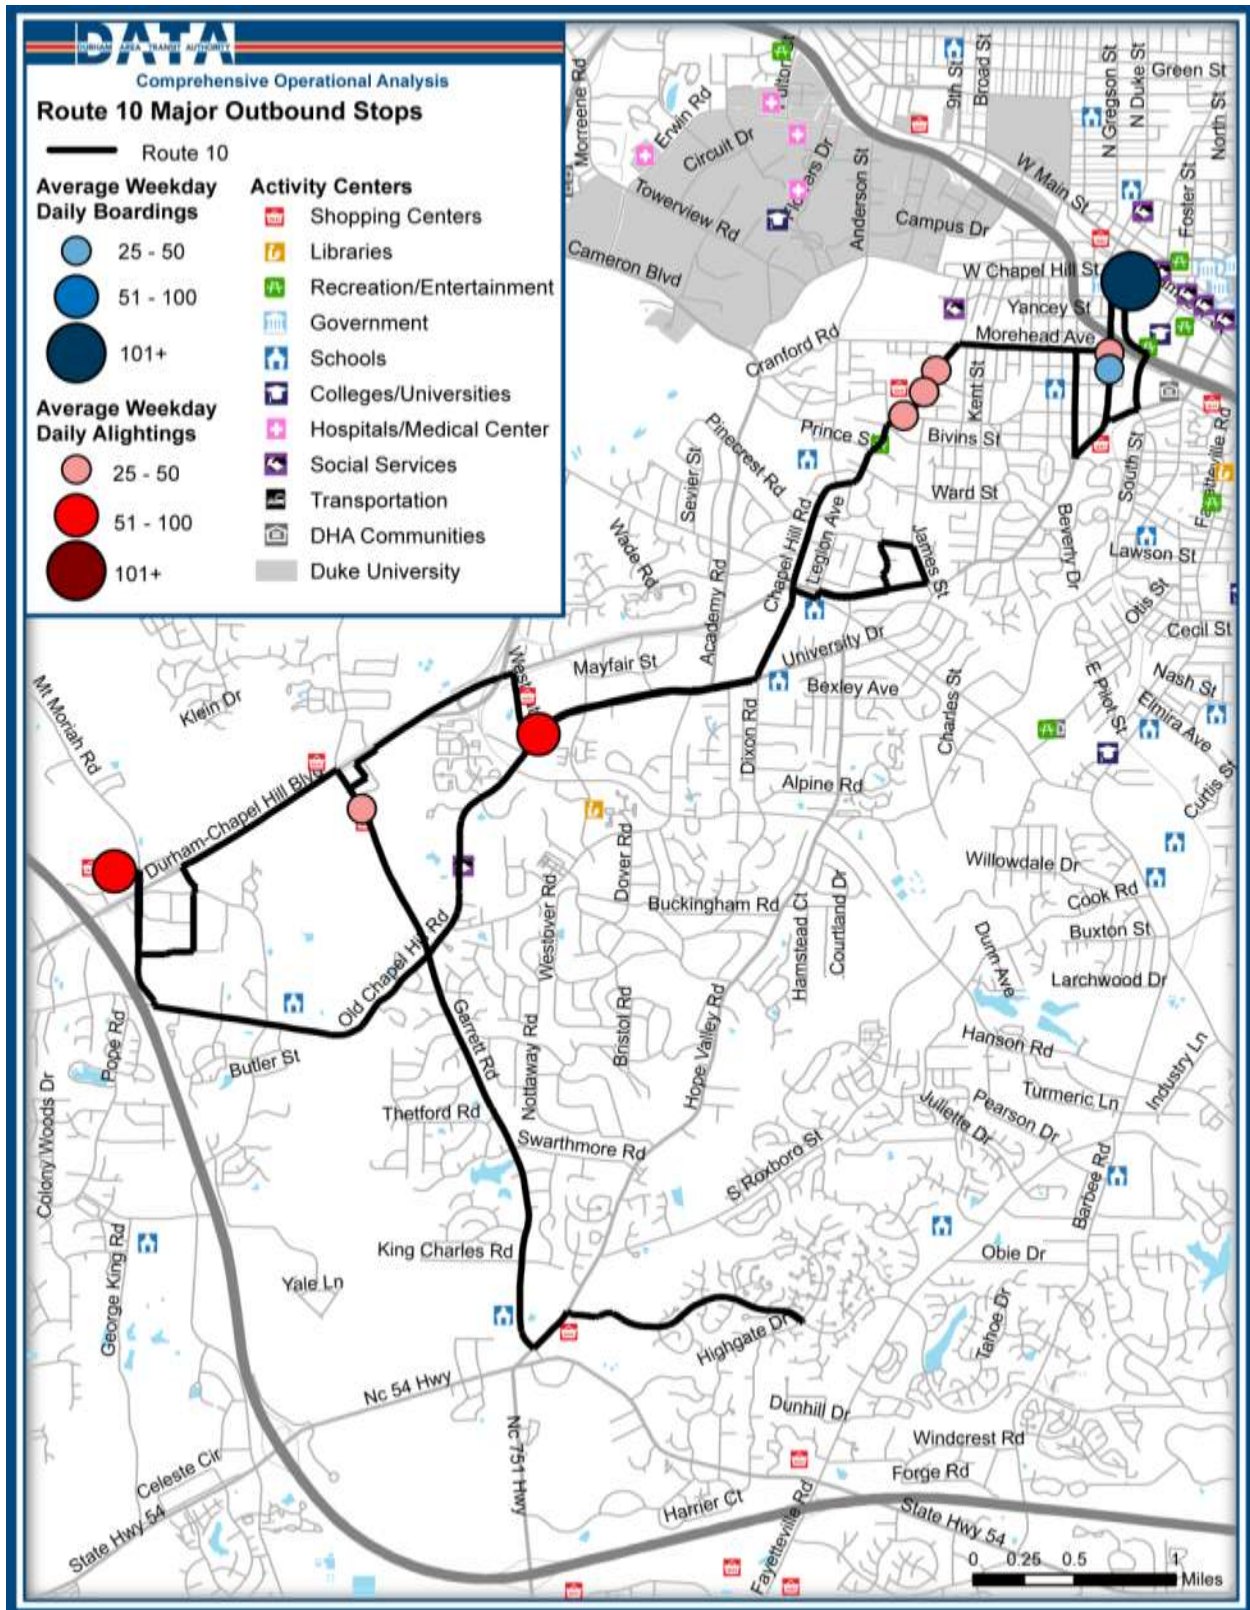 DATA
DURHAM AREA TRANSIT AUTHORITY
Comprehensive Operational Analysis
Route 10 Major Outbound Stops
Route 10
Average Weekday
Daily Boardings
25 - 50
51 - 100
101+
Average Weekday
Daily Alightings
25 - 50
51 - 100
101+
Activity Centers
Shopping Centers
Libraries
Recreation/Entertainment
Government
Schools
Colleges/Universities
Hospitals/Medical Center
Social Services
Transportation
DHA Communities
Duke University
Morreene Rd
Erwin Rd
Circuit Dr
Towerview Rd
Cameron Blvd
Anderson St
Campus Dr
9th St
Broad St
N Gregson St
N Duke St
Green St
North St
W Main St
Foster St
W Chapel Hill St
Yancey St
Morehead Ave
Cranford Rd
Kent St
Pinecrest Rd
Prince S
Bivins St
South St
Sevier St
Ward St
Wade Rd
Chapel Hill Rd
Legion Ave
James St
Beverly Dr
Lawson St
Otis St
Cecil St
Academy Rd
University Dr
Mayfair St
Bexley Ave
E Pilot St
Nash St
Elmira Ave
Charles St
Curtis St
Mt Moriah Rd
Klein Dr
Dixon Rd
Alpine Rd
Durham-Chapel Hill Blvd
Dover Rd
Willowdale Dr
Cook Rd
Westover Rd
Buckingham Rd
Hamstead Ct
Courtland Dr
Buxton St
Dunn Ave
Larchwood Dr
Old Chapel Hill Rd
Garrett Rd
Nottaway Rd
Bristol Rd
Hope Valley Rd
Hanson Rd
Industry Ln
Pope Rd
Butler St
Turmeric Ln
Pearson Dr
Juliette Dr
Colony Woods Dr
Thetford Rd
Swarthmore Rd
S Roxboro St
Barbee Rd
King Charles Rd
Obie Dr
George King Rd
Yale Ln
Tahoe Dr
Highgate Dr
Nc 54 Hwy
Dunhill Dr
Nc 751 Hwy
Windcrest Rd
Forge Rd
Celeste Cir
Harrier Ct
State Hwy 54
State Hwy 54
Fayetteville Rd
0 0.25 0.5 1
Miles